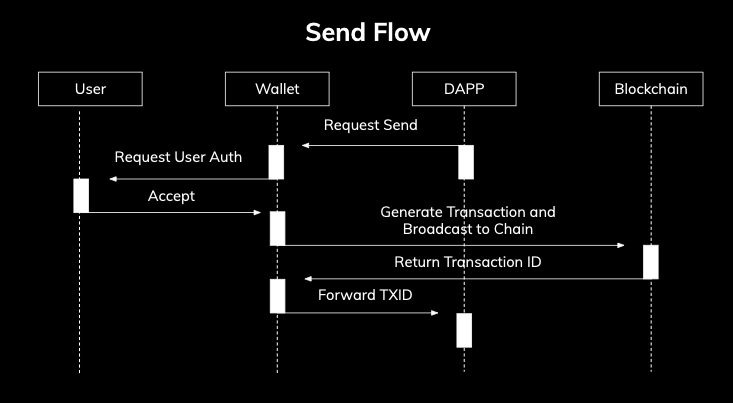 Send Flow
User
Wallet
DAPP
Blockchain
Request Send
Request User Auth
Accept
Generate Transaction and
Broadcast to Chain
Return Transaction ID
Forward TXID